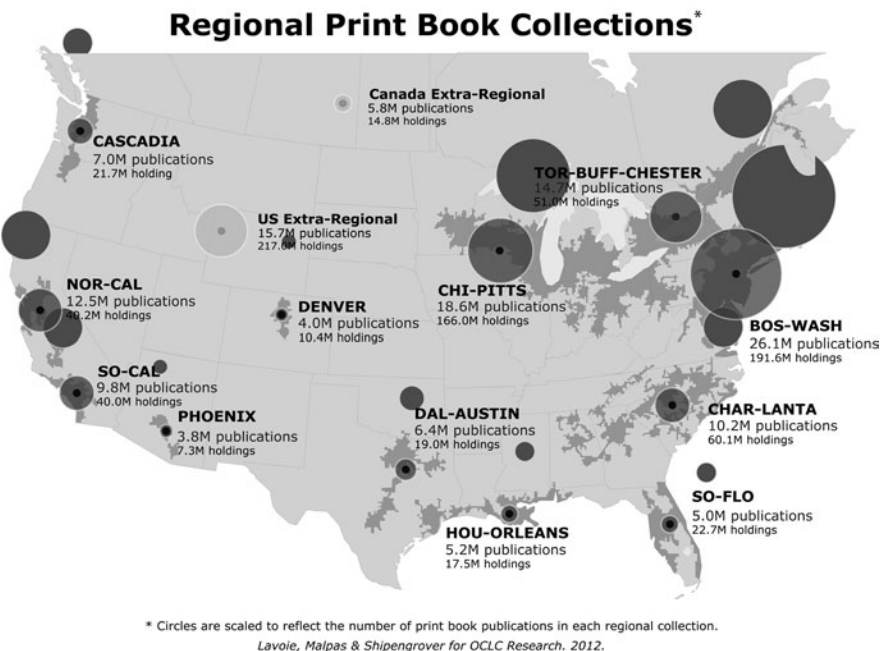 Regional Print Book Collections*
Canada Extra-Regional
5.8M publications
14.8M holdings
CASCADIA
7.0M publications
21.7M holding
TOR-BUFF-CHESTER
14.7M publications
51.0M holdings
US Extra-Regional
15.7M publications
217.6M holdings
NOR-CAL
12.5M publications
40.2M holdings
DENVER
4.0M publications
10.4M holdings
CHI-PITTS
18.6M publications
166.0M holdings
BOS-WASH
26.1M publications
191.6M holdings
SO-CAL
9.8M publications
40.0M holdings
PHOENIX
3.8M publications
7.3M holdings
DAL-AUSTIN
6.4M publications
19.0M holdings
CHAR-LANTA
10.2M publications
60.1M holdings
SO-FLO
5.0M publications
22.7M holdings
HOU-ORLEANS
5.2M publications
17.5M holdings
* Circles are scaled to reflect the number of print book publications in each regional collection.
Lavoie, Malpas & Shipengrover for OCLC Research. 2012.